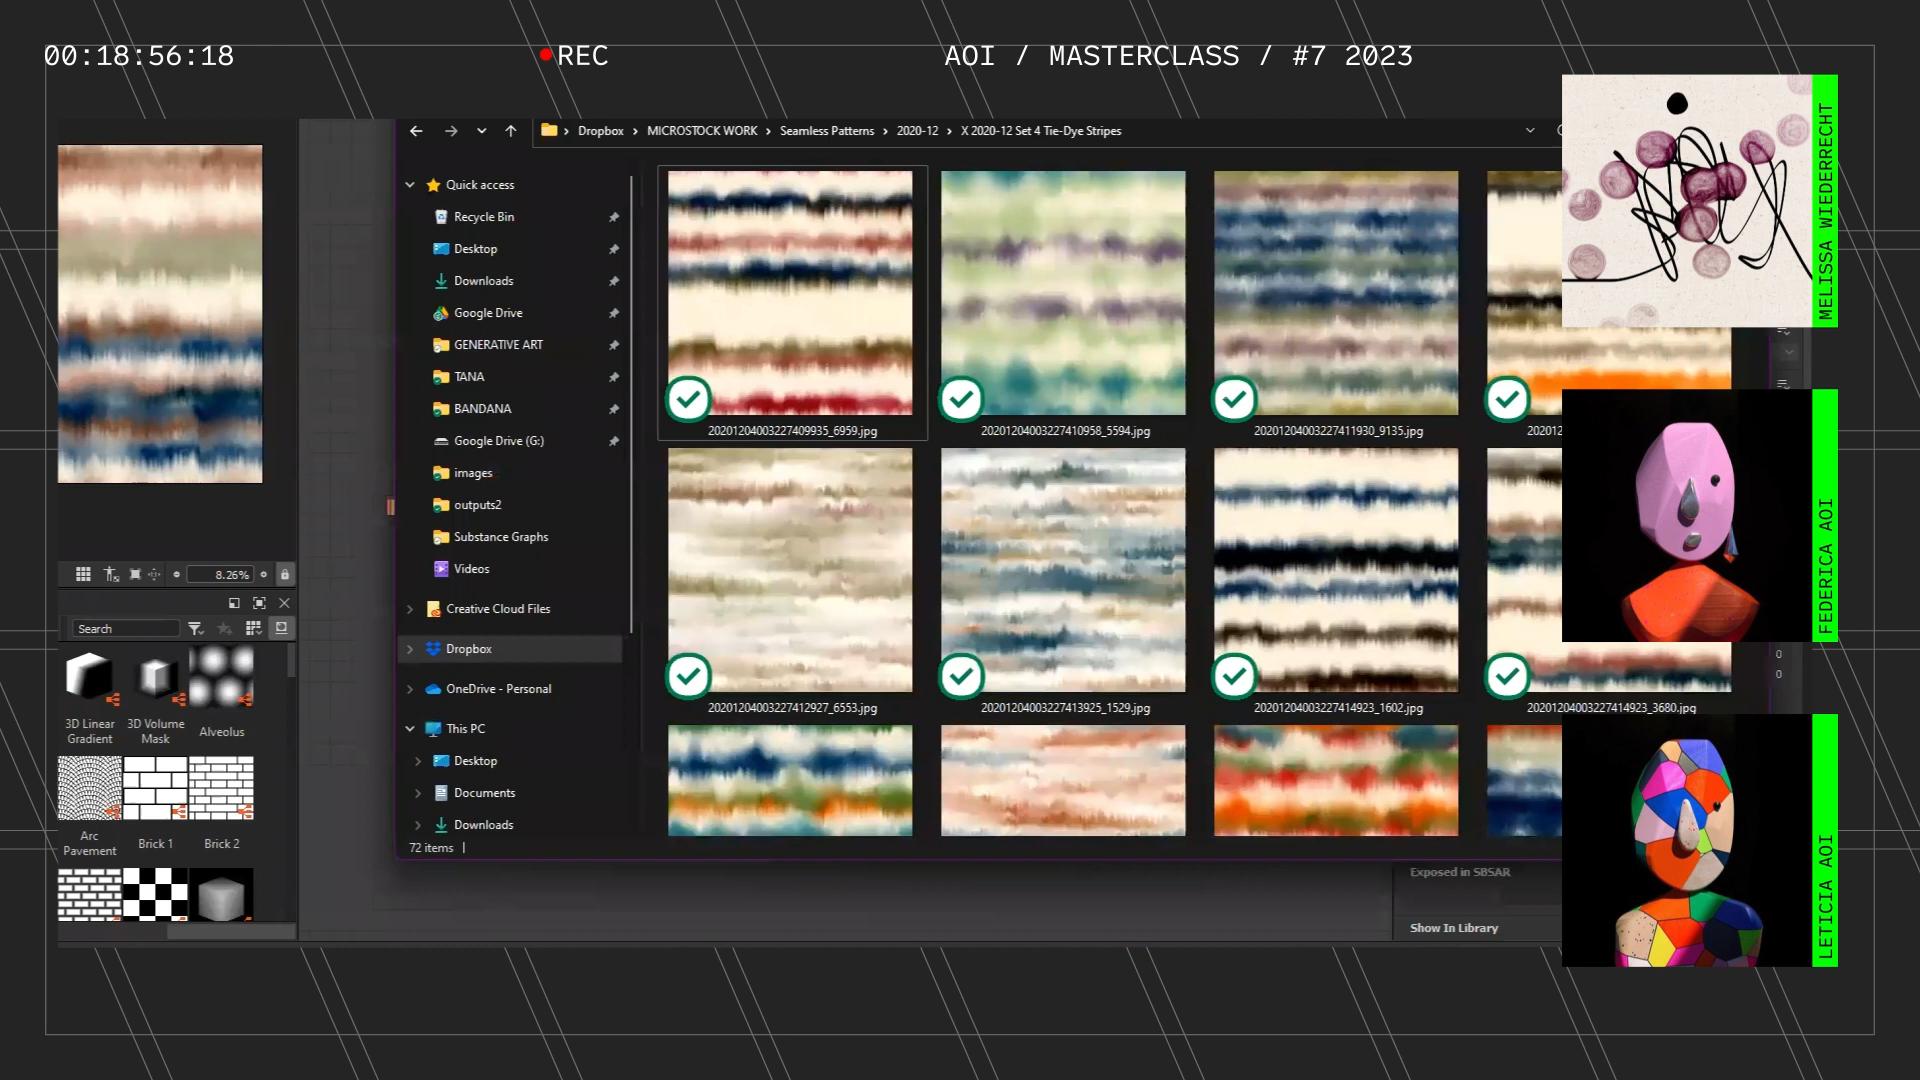 00:18:56:18
REC
AOI / MASTERCLASS / #7 2023
Dropbox › MICROSTOCK WORK › Seamless Patterns › 2020-12 › X 2020-12 Set 4 Tie-Dye Stripes
Quick access
Recycle Bin
Desktop
Downloads
Google Drive
GENERATIVE ART
TANA
BANDANA
Google Drive (G:)
images
outputs2
Substance Graphs
Videos
Creative Cloud Files
Dropbox
OneDrive - Personal
This PC
Desktop
Documents
Downloads
72 items
20201204003227409935_6959.jpg
20201204003227410958_5594.jpg
20201204003227411930_9135.jpg
20201204003227412927_6553.jpg
20201204003227413925_1529.jpg
20201204003227414923_1602.jpg
20201204003227414923_3680.jpg
8.26%
Search
3D Linear Gradient
3D Volume Mask
Alveolus
Arc Pavement
Brick 1
Brick 2
Exposed in SBSAR
Show In Library
0
0
MELISSA WIEDERRECHT
FEDERICA AOI
LETICIA AOI